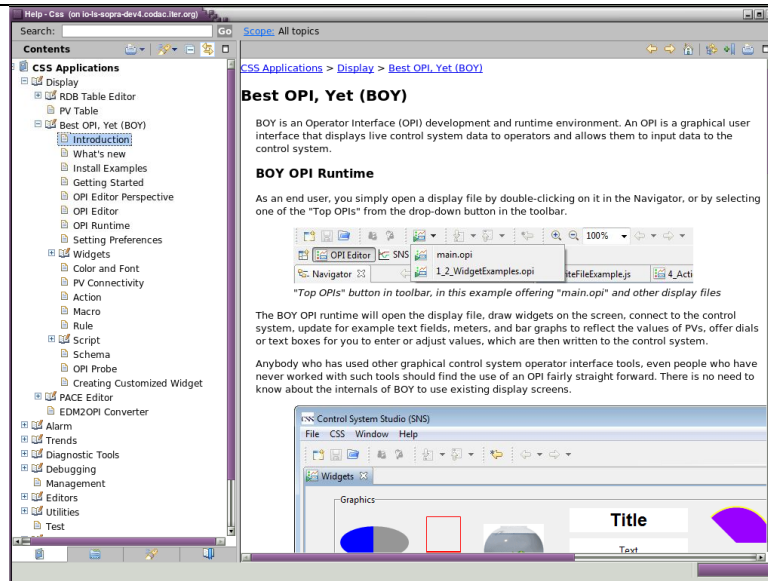 Help - Css (on io-ls-sopra-dev4.codac.iter.org)
Search: Go Scope: All topics
Contents
CSS Applications
Display
RDB Table Editor
PV Table
Best OPI, Yet (BOY)
Introduction
What's new
Install Examples
Getting Started
OPI Editor Perspective
OPI Editor
OPI Runtime
Setting Preferences
Widgets
Color and Font
PV Connectivity
Action
Macro
Rule
Script
Schema
OPI Probe
Creating Customized Widget
PACE Editor
EDM2OPI Converter
Alarm
Trends
Diagnostic Tools
Debugging
Management
Editors
Utilities
Test
CSS Applications > Display > Best OPI, Yet (BOY)
Best OPI, Yet (BOY)
BOY is an Operator Interface (OPI) development and runtime environment. An OPI is a graphical user
interface that displays live control system data to operators and allows them to input data to the
control system.
BOY OPI Runtime
As an end user, you simply open a display file by double-clicking on it in the Navigator, or by selecting
one of the "Top OPIs" from the drop-down button in the toolbar.
100%
OPI Editor SNS main.opi
Navigator 1_2_WidgetExamples.opi iteFileExample.js 4_Acti
"Top OPIs" button in toolbar, in this example offering "main.opi" and other display files
The BOY OPI runtime will open the display file, draw widgets on the screen, connect to the control
system, update for example text fields, meters, and bar graphs to reflect the values of PVs, offer dials
or text boxes for you to enter or adjust values, which are then written to the control system.
Anybody who has used other graphical control system operator interface tools, even people who have
never worked with such tools should find the use of an OPI fairly straight forward. There is no need to
know about the internals of BOY to use existing display screens.
CSS Control System Studio (SNS)
File CSS Window Help
Widgets
Graphics
Title
Text